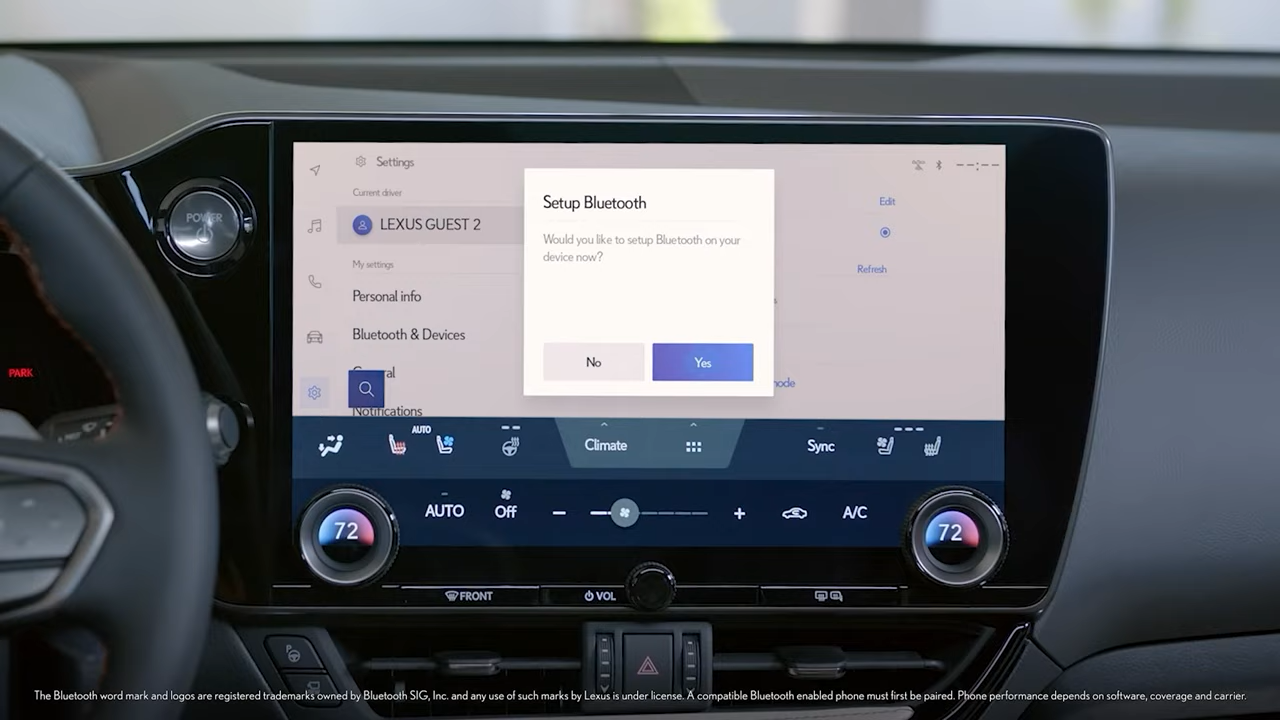 Settings
Current driver
LEXUS GUEST 2
My settings
Personal info
Bluetooth & Devices
Notifications
Setup Bluetooth
Would you like to setup Bluetooth on your
device now?
No
Yes
Edit
Refresh
POWER
PARK
AUTO
Climate
Sync
AUTO
Off
A/C
72
72
FRONT
VOL
The Bluetooth word mark and logos are registered trademarks owned by Bluetooth SIG, Inc. and any use of such marks by Lexus is under license. A compatible Bluetooth enabled phone must first be paired. Phone performance depends on software, coverage and carrier.